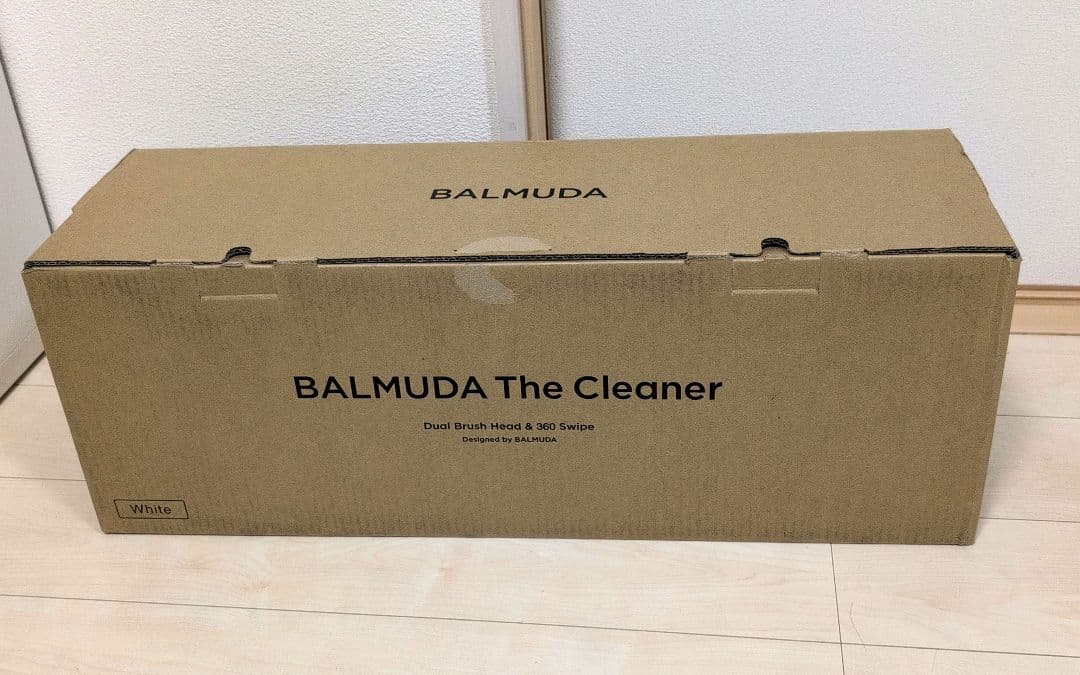 BALMUDA
BALMUDA The Cleaner
Dual Brush Head & 360 Swipe
Designed by BALMUDA
White